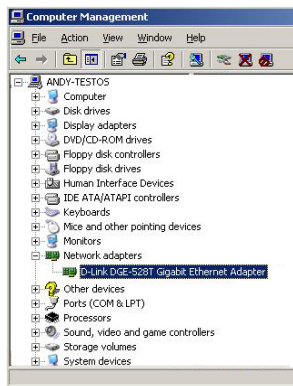 Computer Management
File Action View Window Help
ANDY-TESTOS
Computer
Disk drives
Display adapters
DVD/CD-ROM drives
Floppy disk controllers
Floppy disk drives
Human Interface Devices
IDE ATA/ATAPI controllers
Keyboards
Mice and other pointing devices
Monitors
Network adapters
D-Link DGE-528T Gigabit Ethernet Adapter
Other devices
Ports (COM & LPT)
Processors
Sound, video and game controllers
Storage volumes
System devices